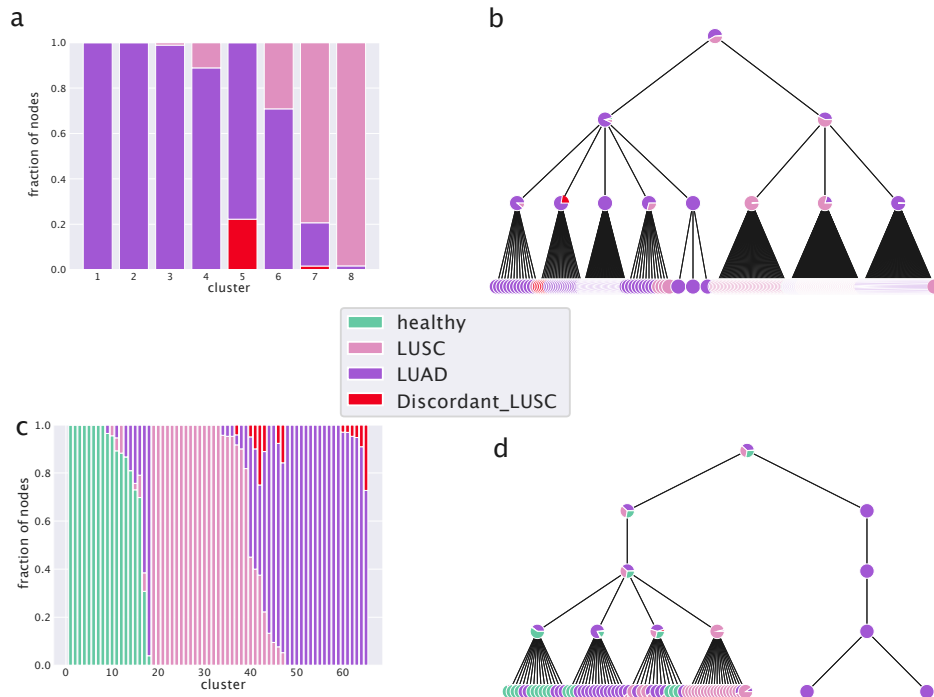 a
1.0
0.8
0.6
0.4
0.2
0.0
fraction of nodes
1 2 3 4 5 6 7 8
cluster
b
healthy
LUSC
LUAD
Discordant_LUSC
c
1.0
0.8
0.6
0.4
0.2
0.0
fraction of nodes
0 10 20 30 40 50 60
cluster
d